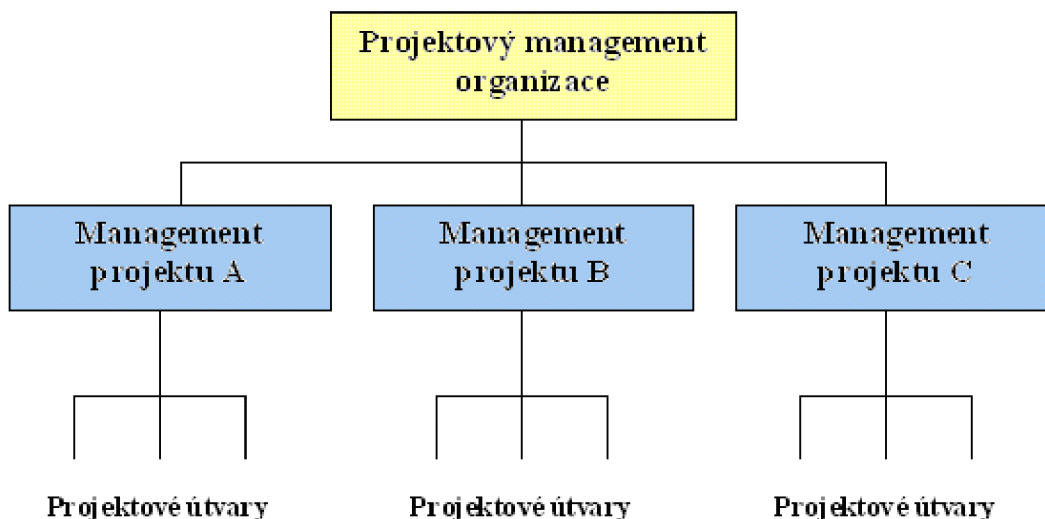 Projektový management
organizace
Management
projektu A
Management
projektu B
Management
projektu C
Projektové útvary
Projektové útvary
Projektové útvary